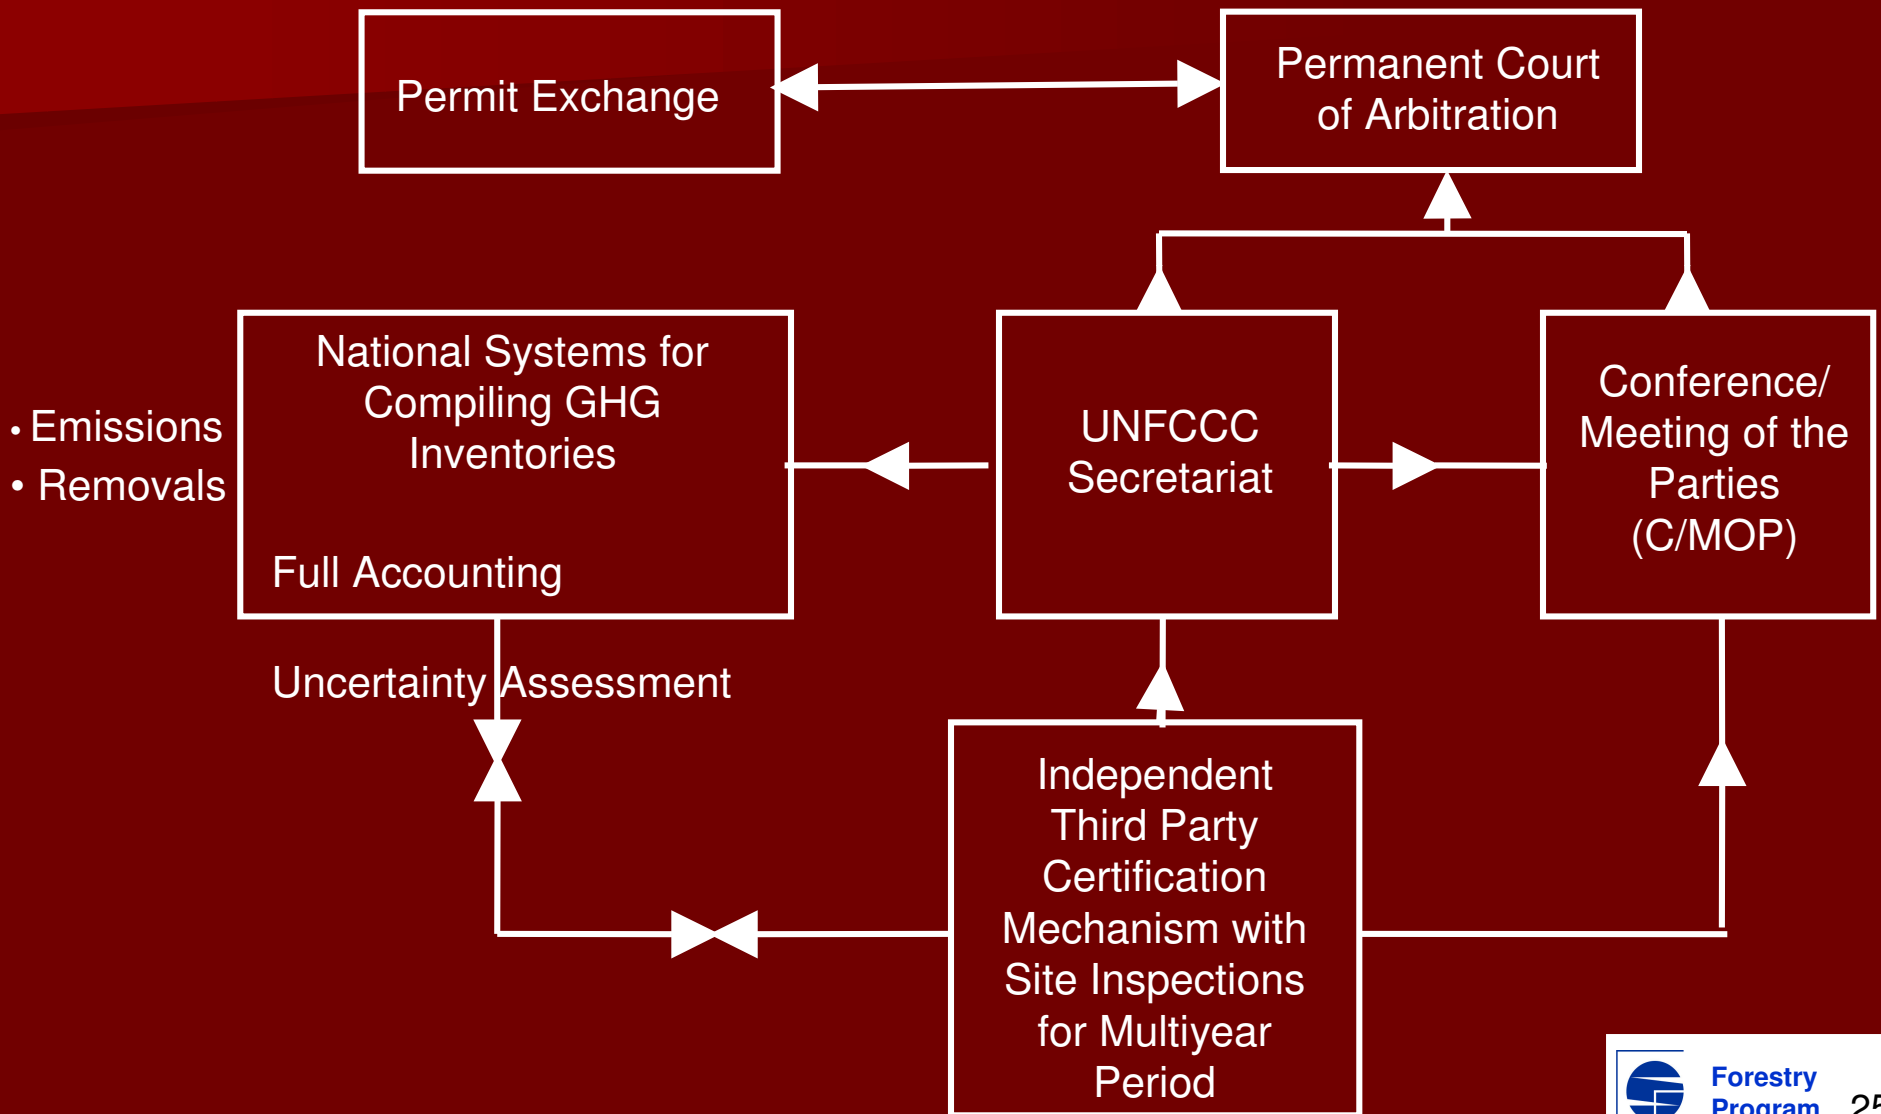 Permit Exchange
Permanent Court
of Arbitration
• Emissions
• Removals
National Systems for
Compiling GHG
Inventories
Full Accounting
UNFCCC
Secretariat
Conference/
Meeting of the
Parties
(C/MOP)
Uncertainty Assessment
Independent
Third Party
Certification
Mechanism with
Site Inspections
for Multiyear
Period
Forestry
Program
25